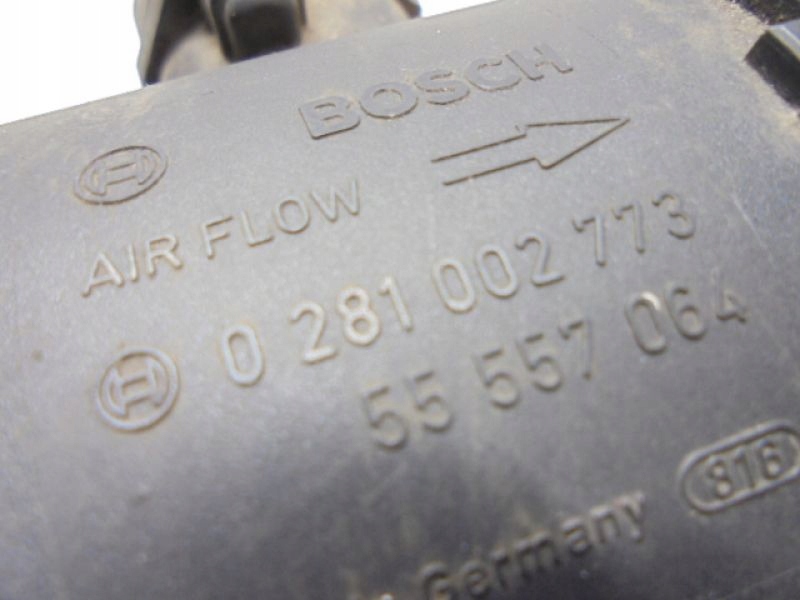 BOSCH
AIR FLOW
0 281 002 773
55 557 064
816
Germany